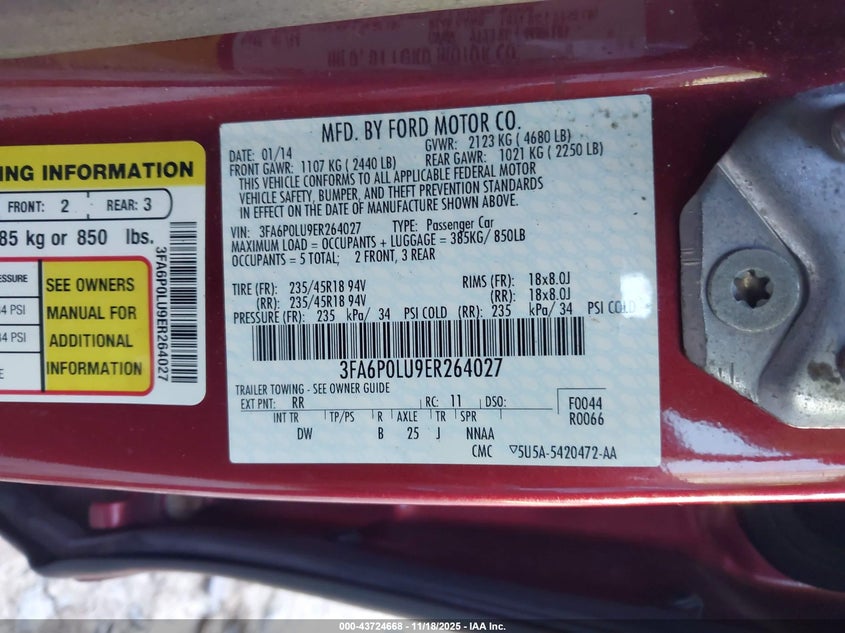 MFD. BY FORD MOTOR CO.
DATE: 01/14 GVWR: 2123 KG ( 4680 LB)
FRONT GAWR: 1107 KG ( 2440 LB) REAR GAWR: 1021 KG ( 2250 LB)
THIS VEHICLE CONFORMS TO ALL APPLICABLE FEDERAL MOTOR
VEHICLE SAFETY, BUMPER, AND THEFT PREVENTION STANDARDS
IN EFFECT ON THE DATE OF MANUFACTURE SHOWN ABOVE.
VIN: 3FA6P0LU9ER264027 TYPE: Passenger Car
MAXIMUM LOAD = OCCUPANTS + LUGGAGE = 385KG/ 850LB
OCCUPANTS = 5 TOTAL; 2 FRONT, 3 REAR
TIRE (FR): 235/45R18 94V RIMS (FR): 18x8.0J
(RR): 235/45R18 94V (RR): 18x8.0J
PRESSURE (FR): 235 kPa/ 34 PSI COLD (RR): 235 kPa/ 34 PSI COLD
3FA6P0LU9ER264027
TRAILER TOWING - SEE OWNER GUIDE
EXT PNT: RR RC: 11 DSO: F0044
R0066
INT TR TP/PS R AXLE TR SPR
DW B 25 J NNAA
CMC ▽5U5A-5420472-AA
ING INFORMATION
FRONT: 2 REAR: 3
85 kg or 850 lbs.
3FA6P0LU9ER264027
SEE OWNERS
MANUAL FOR
ADDITIONAL
INFORMATION
PSI
PSI
000-43724668 - 11/18/2025 - IAA Inc.